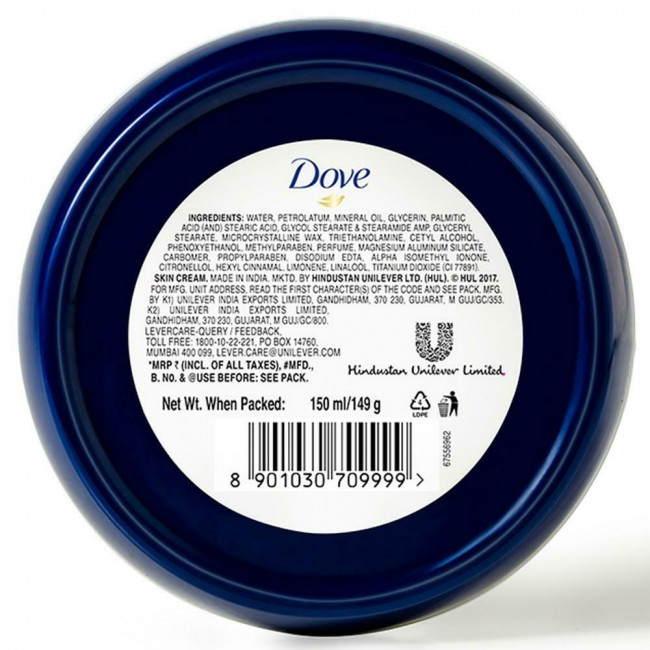 Dove
INGREDIENTS: WATER, PETROLATUM, MINERAL OIL, GLYCERIN, PALMITIC
ACID (AND) STEARIC ACID, GLYCOL STEARATE & STEARAMIDE AMP, GLYCERYL
STEARATE, MICROCRYSTALLINE WAX, TRIETHANOLAMINE, CETYL ALCOHOL,
PHENOXYETHANOL, METHYLPARABEN, PERFUME, MAGNESIUM ALUMINUM SILICATE,
CARBOMER, PROPYLPARABEN, DISODIUM EDTA, ALPHA ISOMETHYL IONONE,
CITRONELLOL, HEXYL CINNAMAL, LIMONENE, LINALOOL, TITANIUM DIOXIDE (CI 77891).
SKIN CREAM. MADE IN INDIA. MKTD. BY HINDUSTAN UNILEVER LTD. (HUL). © HUL 2017.
FOR MFG. UNIT ADDRESS, READ THE FIRST CHARACTER(S) OF THE CODE AND SEE PACK. MFG.
BY K1) UNILEVER INDIA EXPORTS LIMITED, GANDHIDHAM, 370 230, GUJARAT, M GUJ/GC/353.
K2) UNILEVER INDIA EXPORTS LIMITED,
GANDHIDHAM, 370 230, GUJARAT, M GUJ/GC/800.
LEVERCARE-QUERY / FEEDBACK.
TOLL FREE: 1800-10-22-221, PO BOX 14760,
MUMBAI 400 099, LEVER.CARE@UNILEVER.COM
*MRP ₹ (INCL. OF ALL TAXES), #MFD.,
B. No. & @USE BEFORE: SEE PACK.
Hindustan Unilever Limited
Net Wt. When Packed: 150 ml/149 g
4
LDPE
67556962
8 901030 709999 >